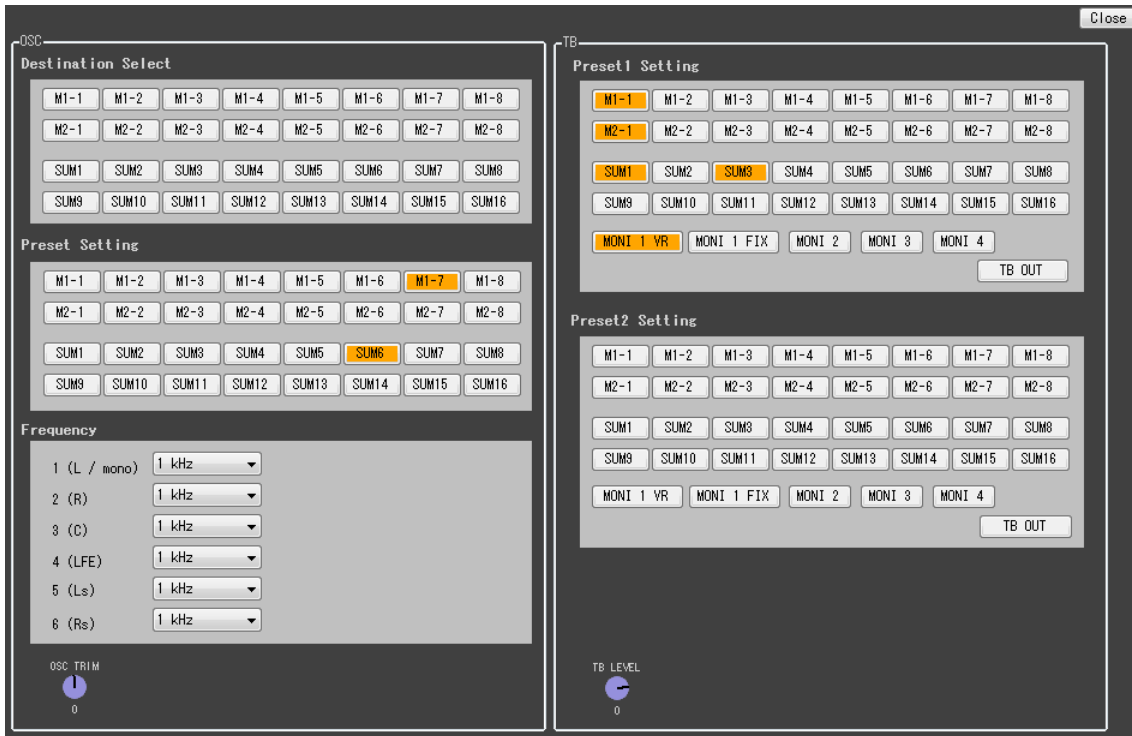 Close
OSC
Destination Select
M1-1 M1-2 M1-3 M1-4 M1-5 M1-6 M1-7 M1-8
M2-1 M2-2 M2-3 M2-4 M2-5 M2-6 M2-7 M2-8
SUM1 SUM2 SUM3 SUM4 SUM5 SUM6 SUM7 SUM8
SUM9 SUM10 SUM11 SUM12 SUM13 SUM14 SUM15 SUM16
Preset Setting
M1-1 M1-2 M1-3 M1-4 M1-5 M1-6 M1-7 M1-8
M2-1 M2-2 M2-3 M2-4 M2-5 M2-6 M2-7 M2-8
SUM1 SUM2 SUM3 SUM4 SUM5 SUM6 SUM7 SUM8
SUM9 SUM10 SUM11 SUM12 SUM13 SUM14 SUM15 SUM16
Frequency
1 (L / mono) 1 kHz
2 (R) 1 kHz
3 (C) 1 kHz
4 (LFE) 1 kHz
5 (Ls) 1 kHz
6 (Rs) 1 kHz
OSC TRIM
0
TB
Preset1 Setting
M1-1 M1-2 M1-3 M1-4 M1-5 M1-6 M1-7 M1-8
M2-1 M2-2 M2-3 M2-4 M2-5 M2-6 M2-7 M2-8
SUM1 SUM2 SUM3 SUM4 SUM5 SUM6 SUM7 SUM8
SUM9 SUM10 SUM11 SUM12 SUM13 SUM14 SUM15 SUM16
MONI 1 VR MONI 1 FIX MONI 2 MONI 3 MONI 4
TB OUT
Preset2 Setting
M1-1 M1-2 M1-3 M1-4 M1-5 M1-6 M1-7 M1-8
M2-1 M2-2 M2-3 M2-4 M2-5 M2-6 M2-7 M2-8
SUM1 SUM2 SUM3 SUM4 SUM5 SUM6 SUM7 SUM8
SUM9 SUM10 SUM11 SUM12 SUM13 SUM14 SUM15 SUM16
MONI 1 VR MONI 1 FIX MONI 2 MONI 3 MONI 4
TB OUT
TB LEVEL
0